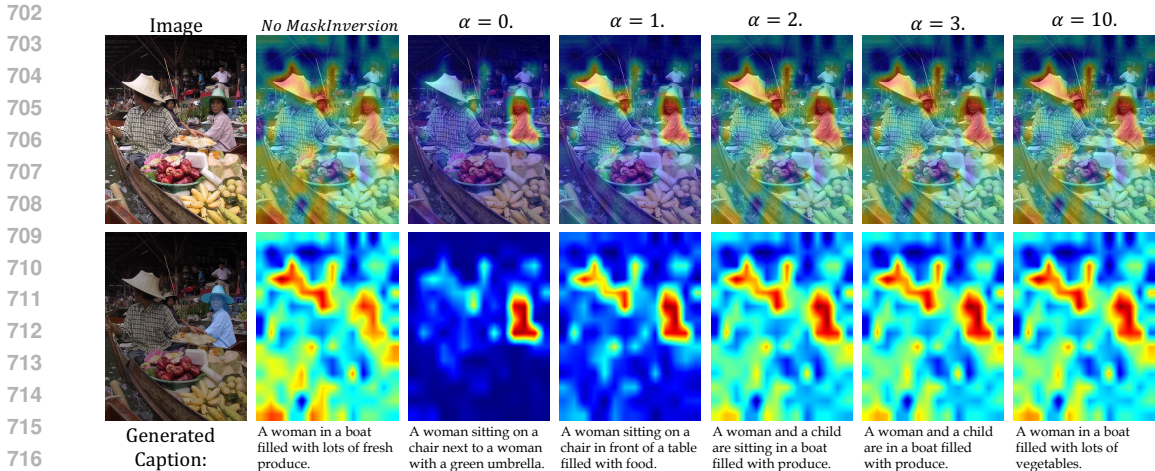 702
703
704
705
706
707
708
709
710
711
712
713
714
715
716
Image
No MaskInversion
α = 0.
α = 1.
α = 2.
α = 3.
α = 10.
Generated
Caption:
A woman in a boat
filled with lots of fresh
produce.
A woman sitting on a
chair next to a woman
with a green umbrella.
A woman sitting on a
chair in front of a table
filled with food.
A woman and a child
are sitting in a boat
filled with produce.
A woman and a child
are in a boat filled
with produce.
A woman in a boat
filled with lots of
vegetables.